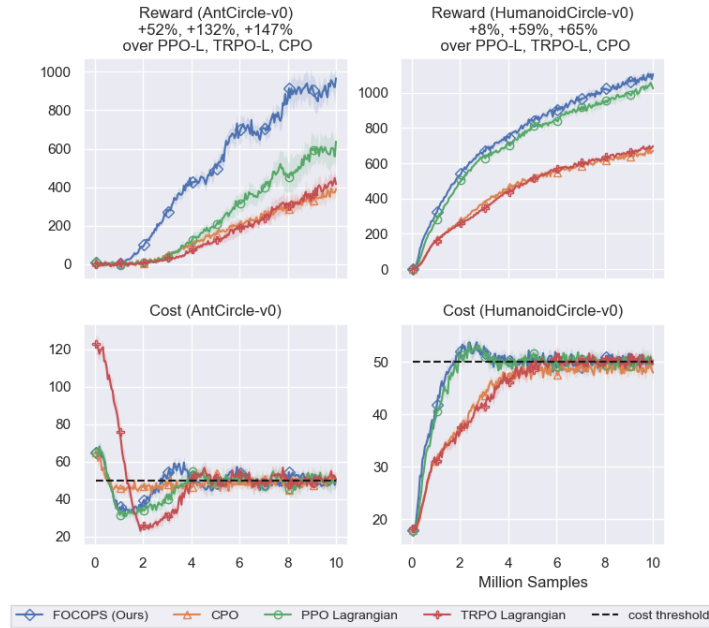 Reward (AntCircle-v0)
+52%, +132%, +147%
over PPO-L, TRPO-L, CPO
Reward (HumanoidCircle-v0)
+8%, +59%, +65%
over PPO-L, TRPO-L, CPO
1000
800
600
400
200
0
1000
800
600
400
200
0
Cost (AntCircle-v0)
Cost (HumanoidCircle-v0)
120
100
80
60
40
20
50
40
30
20
0 2 4 6 8 10
0 2 4 6 8 10
Million Samples
FOCOPS (Ours) CPO PPO Lagrangian TRPO Lagrangian cost threshold